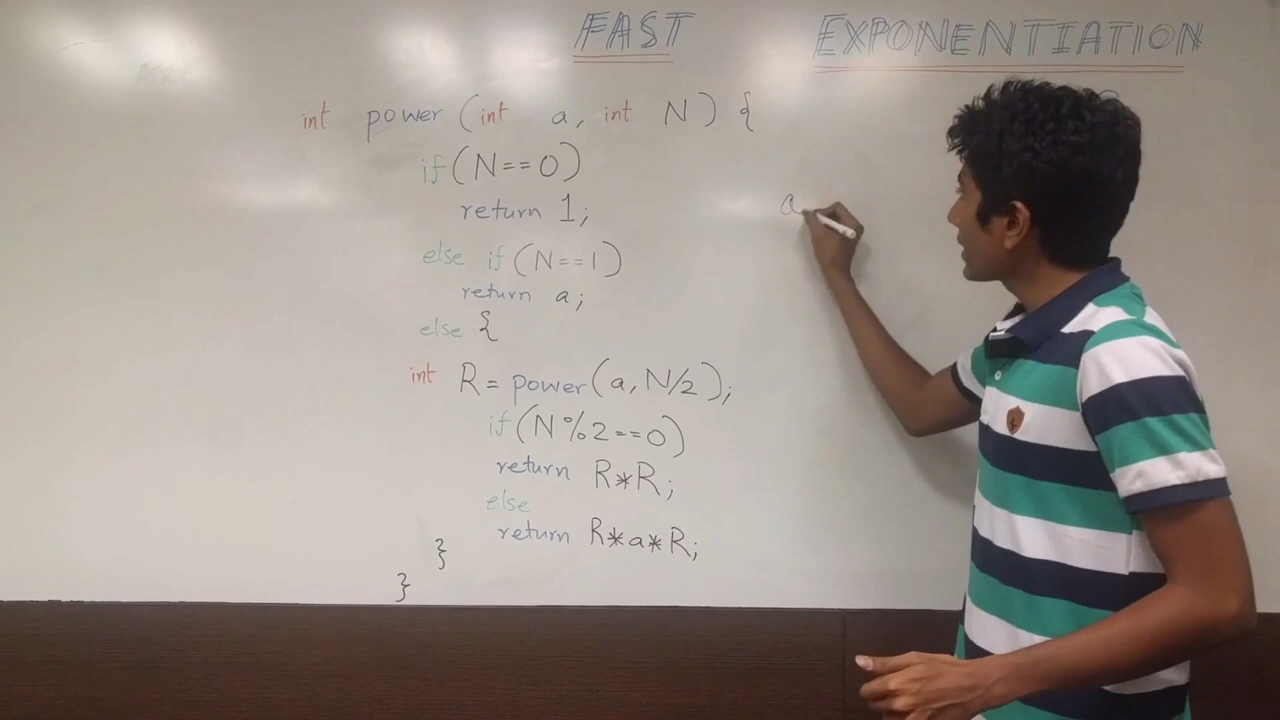 FAST EXPONENTIATION
int power (int a, int N) {
if (N==0)
return 1;
else if (N==1)
return a;
else {
int R = power(a, N/2);
if (N%2==0)
return R*R;
else
return R*a*R;
}
}
a